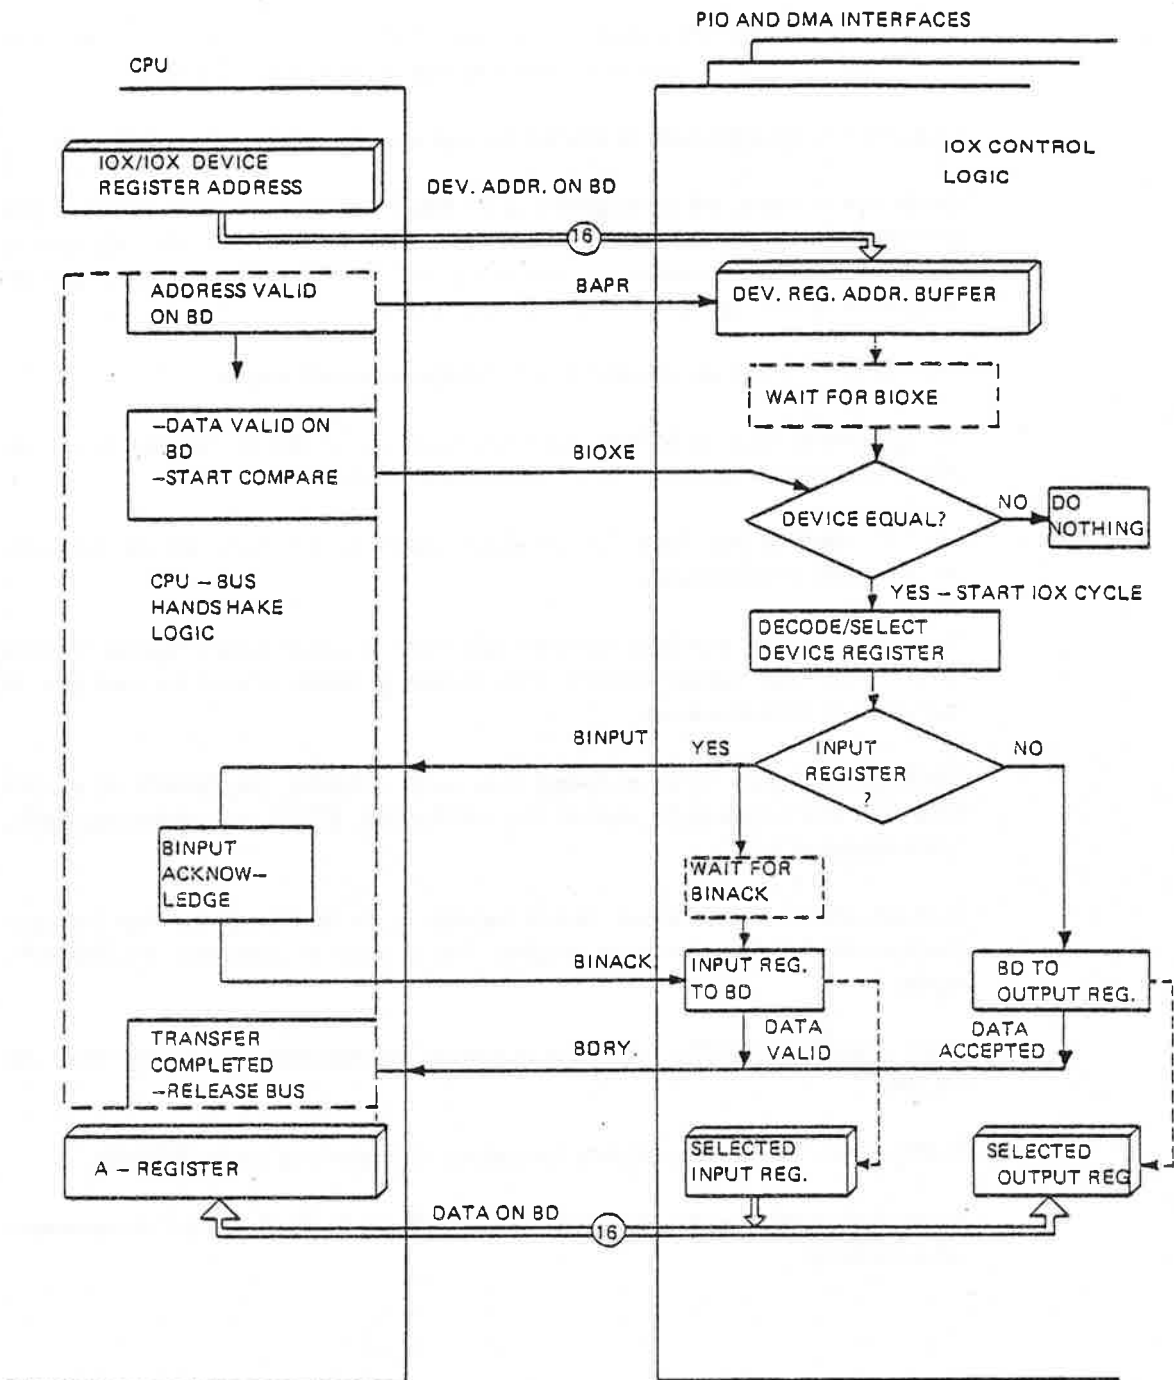 PIO AND DMA INTERFACES
CPU
IOX CONTROL
LOGIC
IOX/IOX DEVICE
REGISTER ADDRESS
DEV. ADDR. ON BD
16
ADDRESS VALID
ON BD
BAPR
DEV. REG. ADDR. BUFFER
WAIT FOR BIOXE
–DATA VALID ON
BD
–START COMPARE
BIOXE
DEVICE EQUAL?
NO
DO
NOTHING
YES – START IOX CYCLE
CPU – BUS
HANDS HAKE
LOGIC
DECODE/SELECT
DEVICE REGISTER
BINPUT
YES
INPUT
REGISTER
?
NO
BINPUT
ACKNOW–
LEDGE
WAIT FOR
BINACK
BINACK
INPUT REG.
TO BD
BD TO
OUTPUT REG.
DATA
VALID
DATA
ACCEPTED
TRANSFER
COMPLETED
–RELEASE BUS
BDRY.
A – REGISTER
SELECTED
INPUT REG.
SELECTED
OUTPUT REG
DATA ON BD
16